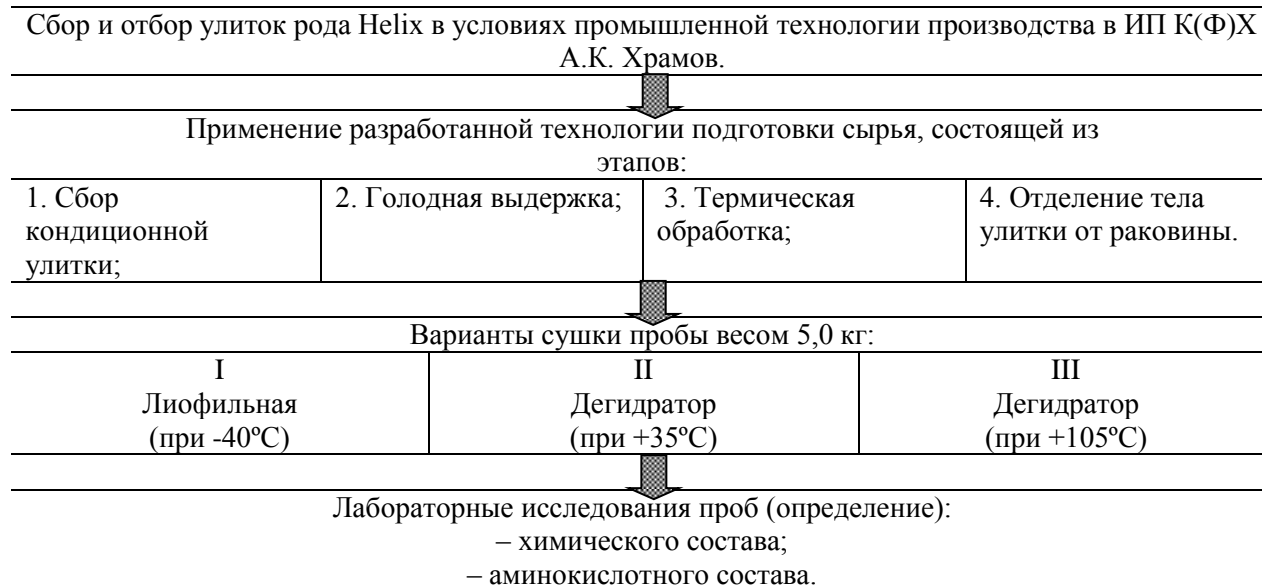 Сбор и отбор улиток рода Helix в условиях промышленной технологии производства в ИП К(Ф)Х
А.К. Храмов.
Применение разработанной технологии подготовки сырья, состоящей из
этапов:
1. Сбор
кондиционной
улитки;
2. Голодная выдержка;
3. Термическая
обработка;
4. Отделение тела
улитки от раковины.
Варианты сушки пробы весом 5,0 кг:
I
Лиофильная
(при -40ºС)
II
Дегидратор
(при +35ºС)
III
Дегидратор
(при +105ºС)
Лабораторные исследования проб (определение):
– химического состава;
– аминокислотного состава.